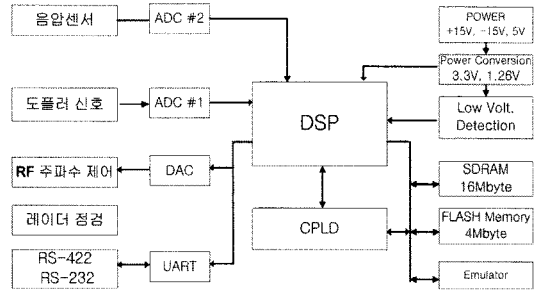 음압센서
ADC #2
POWER
+15V, -15V, 5V
Power Conversion
3.3V, 1.26V
도플러 신호
ADC #1
DSP
Low Volt.
Detection
RF 주파수 제어
DAC
SDRAM
16Mbyte
레이더 점검
CPLD
FLASH Memory
4Mbyte
RS-422
RS-232
UART
Emulator